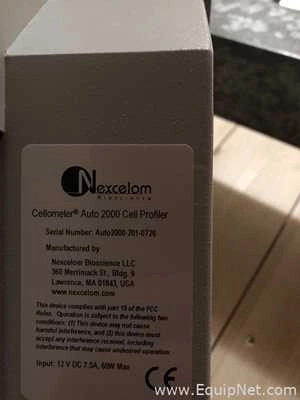 Nexcelom
Bioscience
Cellometer® Auto 2000 Cell Profiler
Serial Number: Auto2000-201-0726
Manufactured by
Nexcelom Bioscience LLC
360 Merrimack St., Bldg. 9
Lawrence, MA 01843, USA
www.nexcelom.com
This device complies with part 15 of the FCC
Rules. Operation is subject to the following two
conditions: (1) This device may not cause
harmful interference, and (2) this device must
accept any interference received, including
interference that may cause undesired operation.
Input: 12 V DC 7.5A, 60W Max
CE
www.EquipNet.com